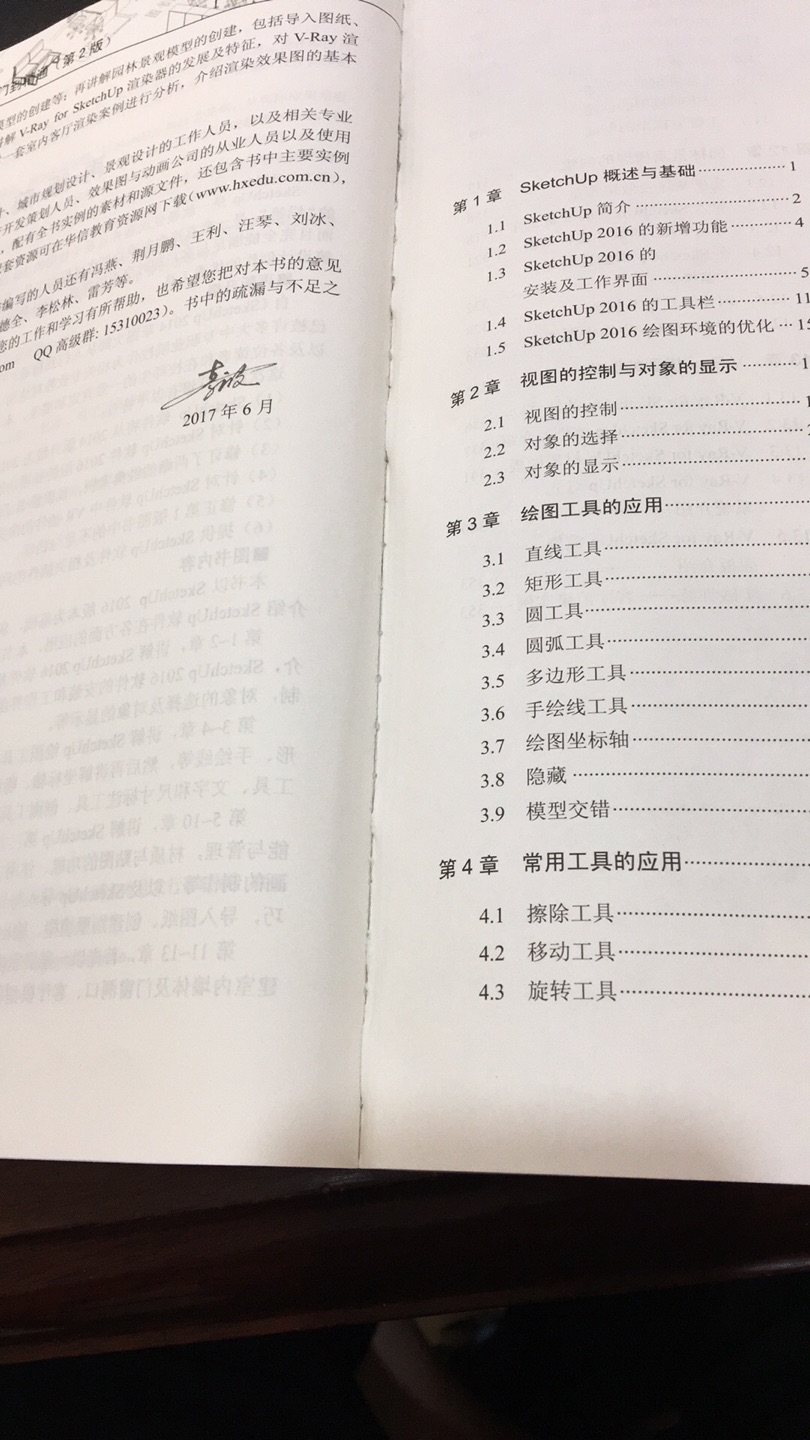 门到精通(第2版)
模型的创建等;再讲解园林景观模型的创建,包括导入图纸、
讲解 V-Ray for SketchUp 渲染器的发展及特征,对 V-Ray 渲
一套室内客厅渲染案例进行分析,介绍渲染效果图的基本
、城市规划设计、景观设计的工作人员,以及相关专业
开发策划人员、效果图与动画公司的从业人员以及使用
,配有全书实例的素材和源文件,还包含书中主要实例
套资源可在华信教育资源网下载(www.hxedu.com.cn),
编写的人员还有冯燕、荆月鹏、王利、汪琴、刘冰、
德全、李松林、雷芳等。
您的工作和学习有所帮助,也希望您把对本书的意见
om QQ 高级群: 15310023)。书中的疏漏与不足之
2017 年 6 月
第 1 章 SketchUp 概述与基础 1
1.1 SketchUp 简介 2
1.2 SketchUp 2016 的新增功能 4
1.3 SketchUp 2016 的
安装及工作界面 5
1.4 SketchUp 2016 的工具栏 11
1.5 SketchUp 2016 绘图环境的优化 15
第 2 章 视图的控制与对象的显示 1
2.1 视图的控制
2.2 对象的选择
2.3 对象的显示
第 3 章 绘图工具的应用
3.1 直线工具
3.2 矩形工具
3.3 圆工具
3.4 圆弧工具
3.5 多边形工具
3.6 手绘线工具
3.7 绘图坐标轴
3.8 隐藏
3.9 模型交错
第 4 章 常用工具的应用
4.1 擦除工具
4.2 移动工具
4.3 旋转工具